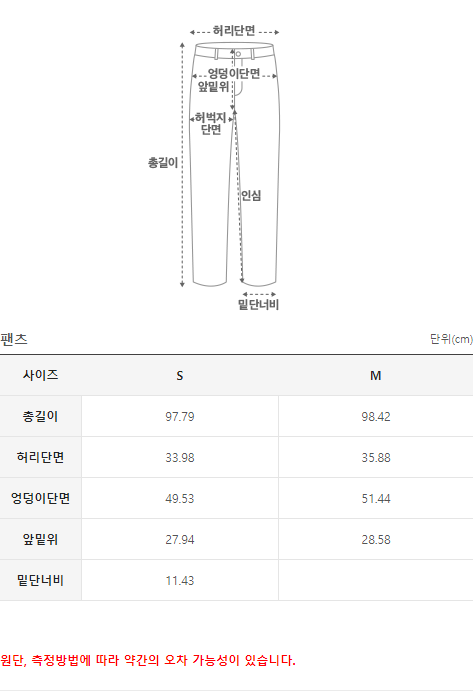 허리단면
엉덩이단면
앞밑위
허벅지
단면
총길이
인심
밑단너비
팬츠 단위(cm)
사이즈 S M
총길이 97.79 98.42
허리단면 33.98 35.88
엉덩이단면 49.53 51.44
앞밑위 27.94 28.58
밑단너비 11.43
원단, 측정방법에 따라 약간의 오차 가능성이 있습니다.